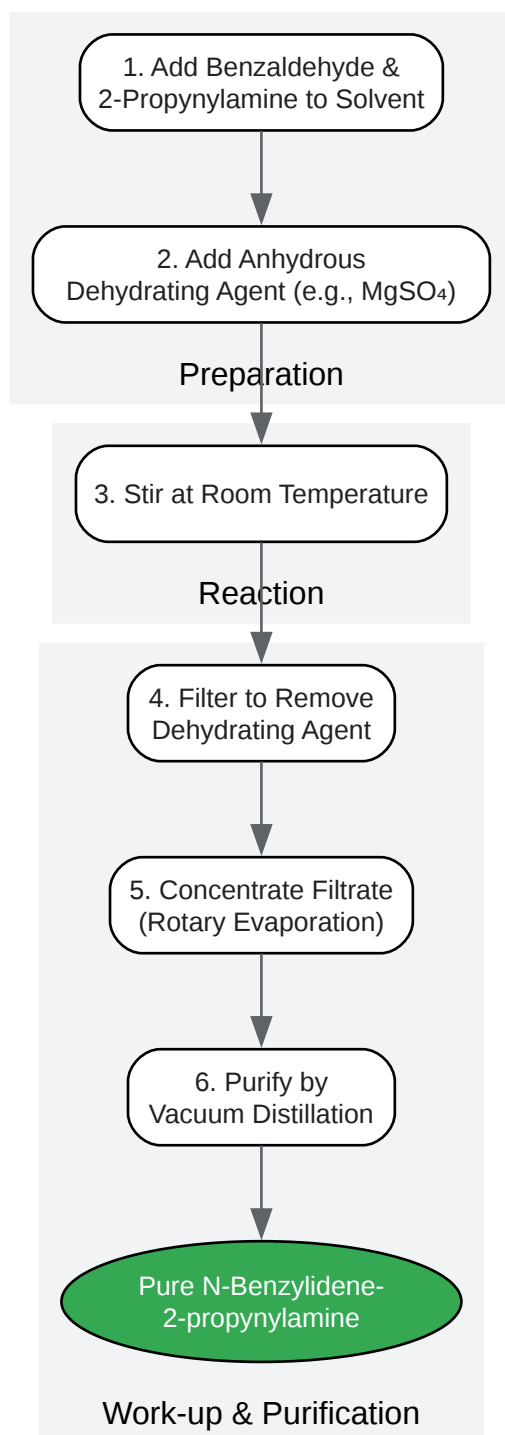 1. Add Benzaldehyde &
2-Propynylamine to Solvent
2. Add Anhydrous
Dehydrating Agent (e.g., MgSO₄)
Preparation
3. Stir at Room Temperature
Reaction
4. Filter to Remove
Dehydrating Agent
5. Concentrate Filtrate
(Rotary Evaporation)
6. Purify by
Vacuum Distillation
Pure N-Benzylidene-
2-propynylamine
Work-up & Purification